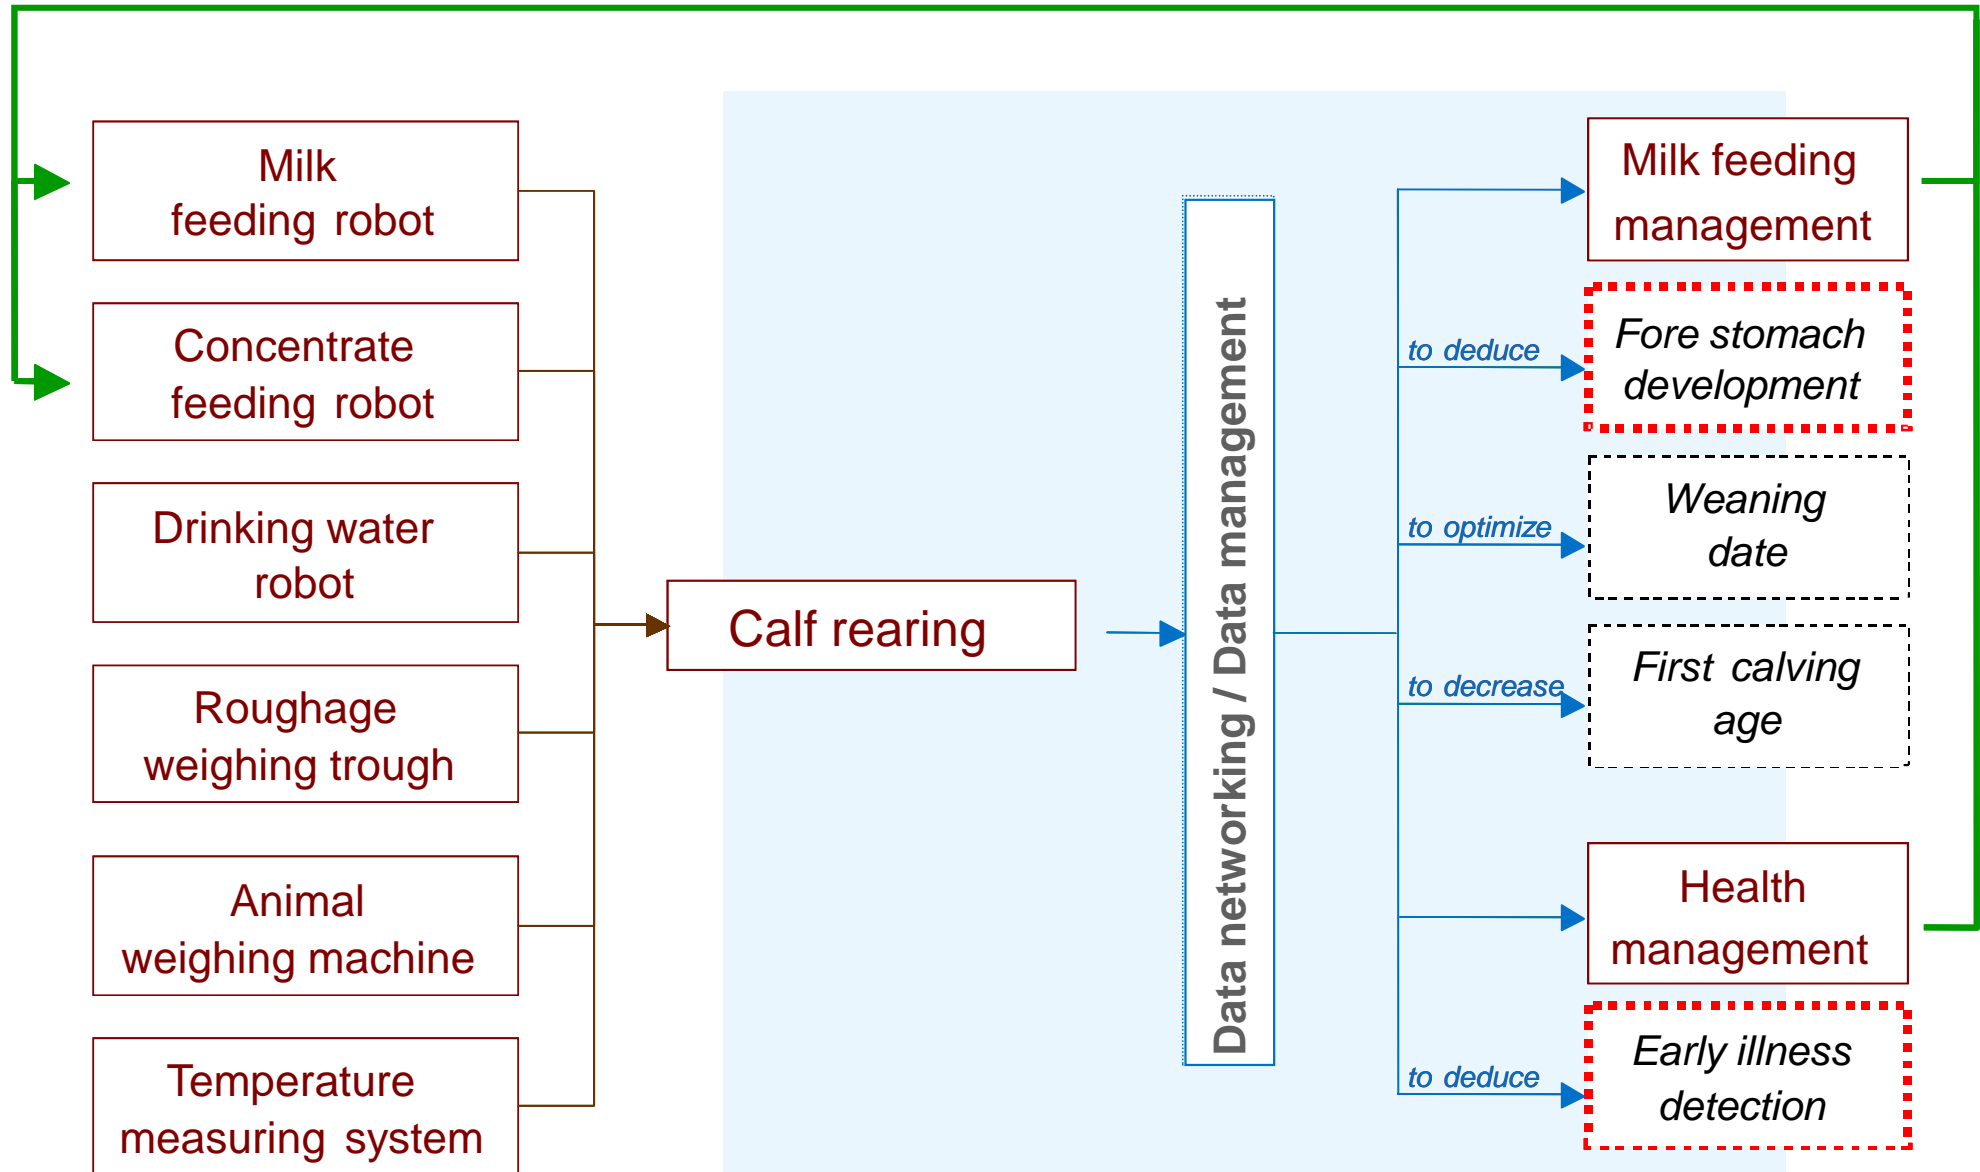 Milk
feeding robot
Concentrate
feeding robot
Drinking water
robot
Roughage
weighing trough
Animal
weighing machine
Temperature
measuring system
Calf rearing
Data networking / Data management
Milk feeding
management
to deduce
Fore stomach
development
to optimize
Weaning
date
to decrease
First calving
age
Health
management
to deduce
Early illness
detection